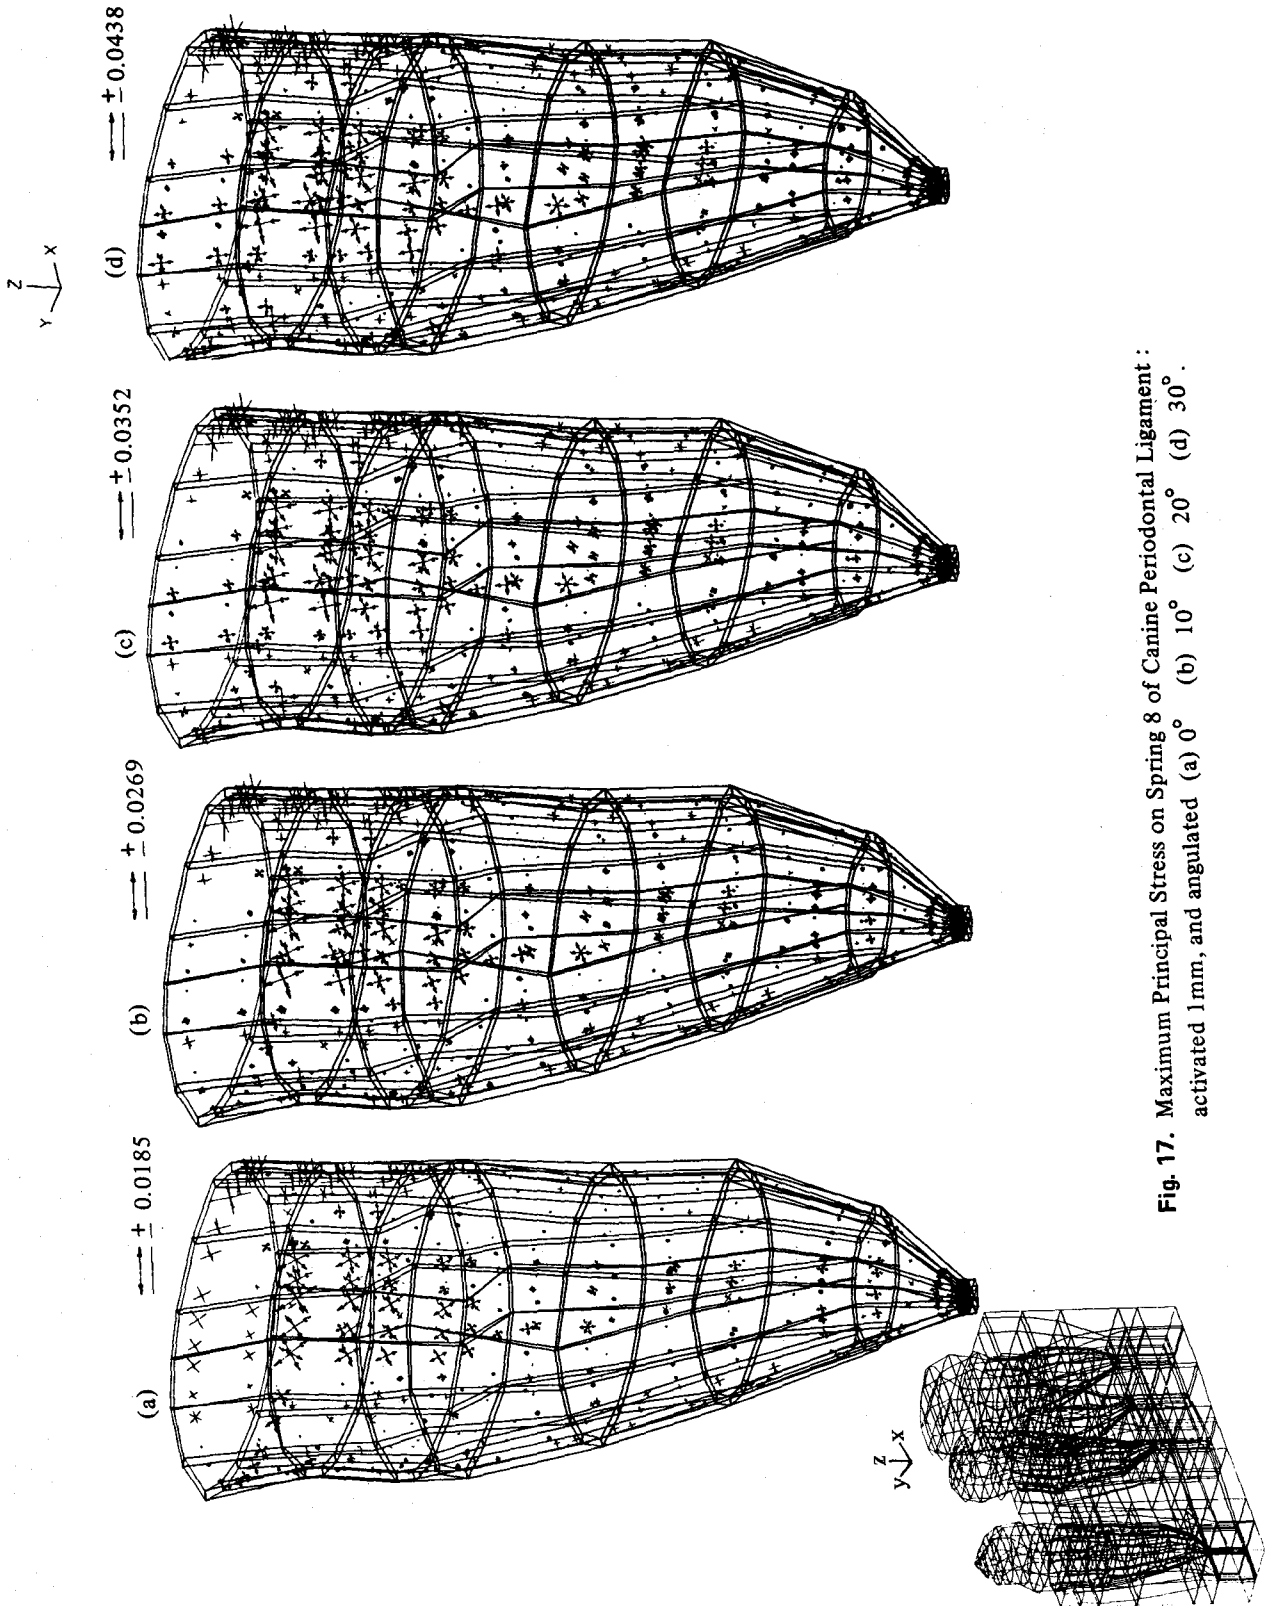 (a)
± 0.0185
(b)
± 0.0269
(c)
± 0.0352
(d)
± 0.0438
Z
Y
X
Z
y
X
Fig. 17. Maximum Principal Stress on Spring 8 of Canine Periodontal Ligament :
activated 1mm, and angulated (a) 0° (b) 10° (c) 20° (d) 30°.